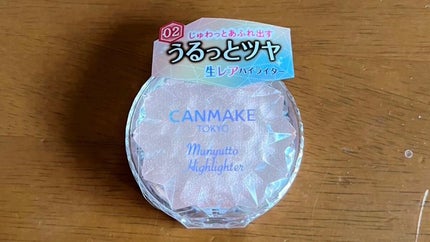 02
じゅわっとあふれ出す
うるっとツヤ
生レアハイライター
CANMAKE
TOKYO
Munyutto
Highlighter